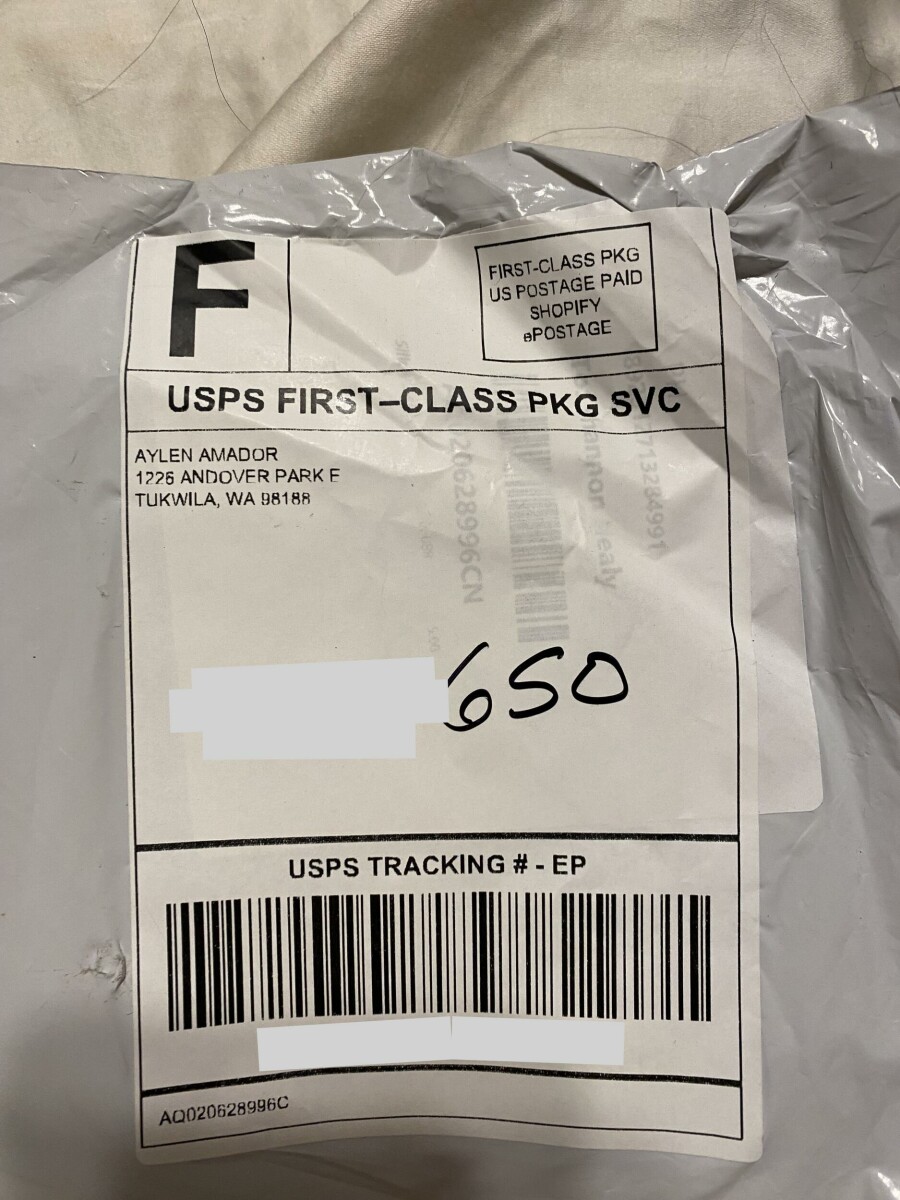 F
FIRST-CLASS PKG
US POSTAGE PAID
SHOPIFY
ePOSTAGE
USPS FIRST–CLASS PKG SVC
AYLEN AMADOR
1226 ANDOVER PARK E
TUKWILA, WA 98188
20628996CN
650
USPS TRACKING # - EP
AQ020628996C